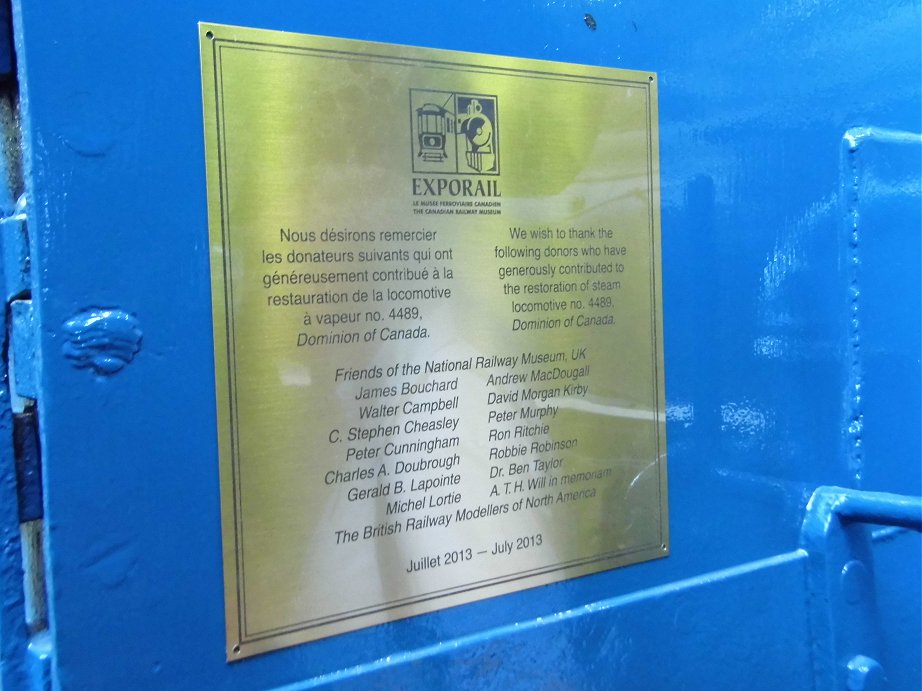 EXPORAIL
LE MUSÉE FERROVIAIRE CANADIEN
THE CANADIAN RAILWAY MUSEUM
Nous désirons remercier
les donateurs suivants qui ont
généreusement contribué à la
restauration de la locomotive
à vapeur no. 4489,
Dominion of Canada.
We wish to thank the
following donors who have
generously contributed to
the restoration of steam
locomotive no. 4489,
Dominion of Canada.
Friends of the National Railway Museum, UK
James Bouchard
Walter Campbell
C. Stephen Cheasley
Peter Cunningham
Charles A. Doubrough
Gerald B. Lapointe
Michel Lortie
Andrew MacDougall
David Morgan Kirby
Peter Murphy
Ron Ritchie
Robbie Robinson
Dr. Ben Taylor
A. T. H. Will in memoriam
The British Railway Modellers of North America
Juillet 2013 — July 2013